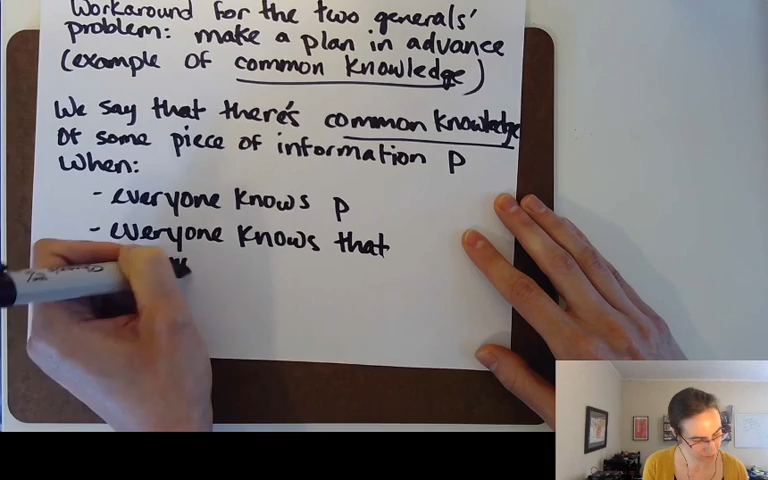 Workaround for the two generals'
problem: make a plan in advance
(example of common knowledge)
We say that there's common knowledge
of some piece of information p
when:
- everyone knows p
- everyone knows that